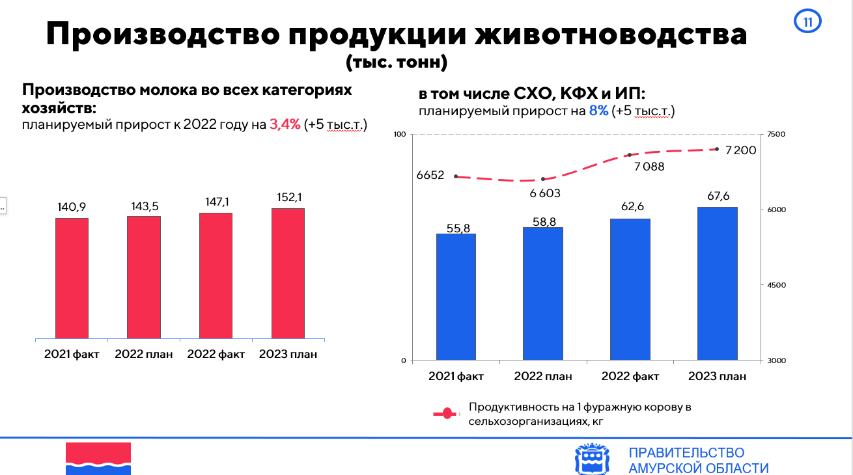 11
Производство продукции животноводства
(тыс. тонн)
Производство молока во всех категориях
хозяйств:
планируемый прирост к 2022 году на 3,4% (+5 тыс.т.)
140,9
143,5
147,1
152,1
2021 факт
2022 план
2022 факт
2023 план
в том числе СХО, КФХ и ИП:
планируемый прирост на 8% (+5 тыс.т.)
100
0
7500
6000
4500
3000
6652
6 603
7 088
7 200
55,8
58,8
62,6
67,6
2021 факт
2022 план
2022 факт
2023 план
Продуктивность на 1 фуражную корову в
сельхозорганизациях, кг
ПРАВИТЕЛЬСТВО
АМУРСКОЙ ОБЛАСТИ